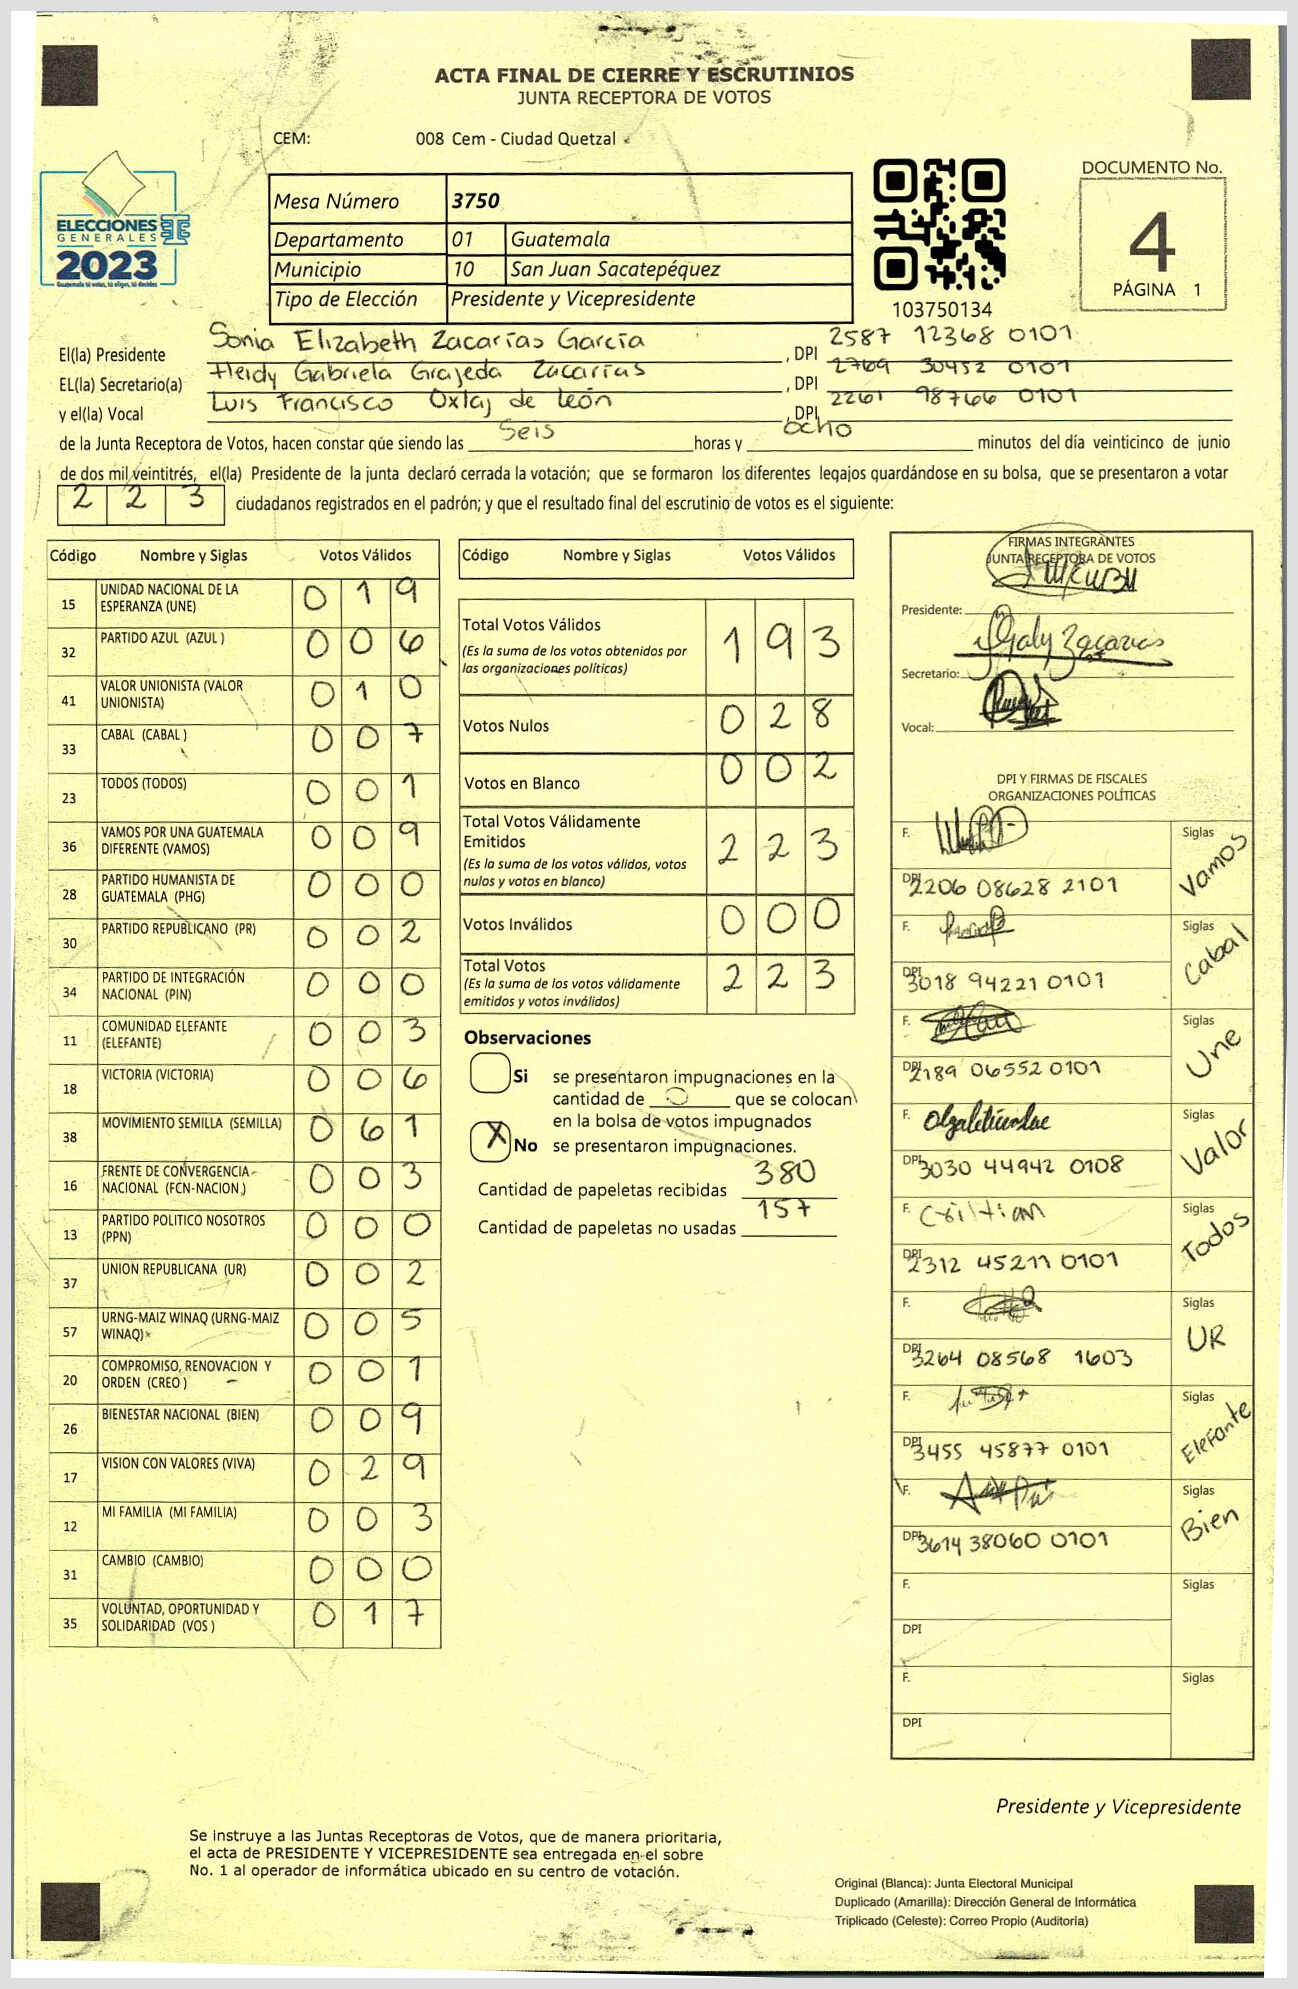 ACTA FINAL DE CIERRE Y ESCRUTINIOS
JUNTA RECEPTORA DE VOTOS
CEM: 008 Cem - Ciudad Quetzal
ELECCIONES
GENERALES
2023
Guatemala tú votas, tú eliges, tú decides
Mesa Número 3750
Departamento 01 Guatemala
Municipio 10 San Juan Sacatepéquez
Tipo de Elección Presidente y Vicepresidente
103750134
DOCUMENTO No.
4
PÁGINA 1
El(la) Presidente Sonia Elizabeth Zacarías García , DPI 2587 12368 0101
EL(la) Secretario(a) Heidy Gabriela Grajeda Zacarías , DPI 2769 30452 0101
y el(la) Vocal Luis Francisco Oxlaj de León , DPI 2261 98766 0101
de la Junta Receptora de Votos, hacen constar que siendo las Seis horas y ocho minutos del día veinticinco de junio
de dos mil veintitrés, el(la) Presidente de la junta declaró cerrada la votación; que se formaron los diferentes legajos guardándose en su bolsa, que se presentaron a votar
2 2 3 ciudadanos registrados en el padrón; y que el resultado final del escrutinio de votos es el siguiente:
Código Nombre y Siglas Votos Válidos
15 UNIDAD NACIONAL DE LA ESPERANZA (UNE) 0 1 9
32 PARTIDO AZUL (AZUL ) 0 0 6
41 VALOR UNIONISTA (VALOR UNIONISTA) 0 1 0
33 CABAL (CABAL ) 0 0 7
23 TODOS (TODOS) 0 0 1
36 VAMOS POR UNA GUATEMALA DIFERENTE (VAMOS) 0 0 9
28 PARTIDO HUMANISTA DE GUATEMALA (PHG) 0 0 0
30 PARTIDO REPUBLICANO (PR) 0 0 2
34 PARTIDO DE INTEGRACIÓN NACIONAL (PIN) 0 0 0
11 COMUNIDAD ELEFANTE (ELEFANTE) 0 0 3
18 VICTORIA (VICTORIA) 0 0 6
38 MOVIMIENTO SEMILLA (SEMILLA) 0 6 1
16 FRENTE DE CONVERGENCIA NACIONAL (FCN-NACION ) 0 0 3
13 PARTIDO POLITICO NOSOTROS (PPN) 0 0 0
37 UNION REPUBLICANA (UR) 0 0 2
57 URNG-MAIZ WINAQ (URNG-MAIZ WINAQ) 0 0 5
20 COMPROMISO, RENOVACION Y ORDEN (CREO ) 0 0 1
26 BIENESTAR NACIONAL (BIEN) 0 0 9
17 VISION CON VALORES (VIVA) 0 2 9
12 MI FAMILIA (MI FAMILIA) 0 0 3
31 CAMBIO (CAMBIO) 0 0 0
35 VOLUNTAD, OPORTUNIDAD Y SOLIDARIDAD (VOS ) 0 1 7
Código Nombre y Siglas Votos Válidos
Total Votos Válidos 1 9 3
(Es la suma de los votos obtenidos por
las organizaciones políticas)
Votos Nulos 0 2 8
Votos en Blanco 0 0 2
Total Votos Válidamente
Emitidos 2 2 3
(Es la suma de los votos válidos, votos
nulos y votos en blanco)
Votos Inválidos 0 0 0
Total Votos 2 2 3
(Es la suma de los votos válidamente
emitidos y votos inválidos)
Observaciones
Si se presentaron impugnaciones en la
cantidad de 0 que se colocan
en la bolsa de votos impugnados
X No se presentaron impugnaciones.
Cantidad de papeletas recibidas 380
Cantidad de papeletas no usadas 157
FIRMAS INTEGRANTES
JUNTA RECEPTORA DE VOTOS
Presidente:
Secretario:
Vocal:
DPI Y FIRMAS DE FISCALES
ORGANIZACIONES POLÍTICAS
F. Siglas Vamos
DPI 2206 08628 2101
F. Siglas Cabal
DPI 3018 94221 0101
F. Siglas Une
DPI 2189 06552 0101
F. Siglas Valor
DPI 3030 44942 0108
F. Cristian Siglas Todos
DPI 2312 45211 0101
F. Siglas UR
DPI 3264 08568 1603
F. Siglas Elefante
DPI 3455 45877 0101
F. Siglas Bien
DPI 3614 38060 0101
F. Siglas
DPI
F. Siglas
DPI
Presidente y Vicepresidente
Se instruye a las Juntas Receptoras de Votos, que de manera prioritaria,
el acta de PRESIDENTE Y VICEPRESIDENTE sea entregada en el sobre
No. 1 al operador de informática ubicado en su centro de votación.
Original (Blanca): Junta Electoral Municipal
Duplicado (Amarilla): Dirección General de Informática
Triplicado (Celeste): Correo Propio (Auditoría)